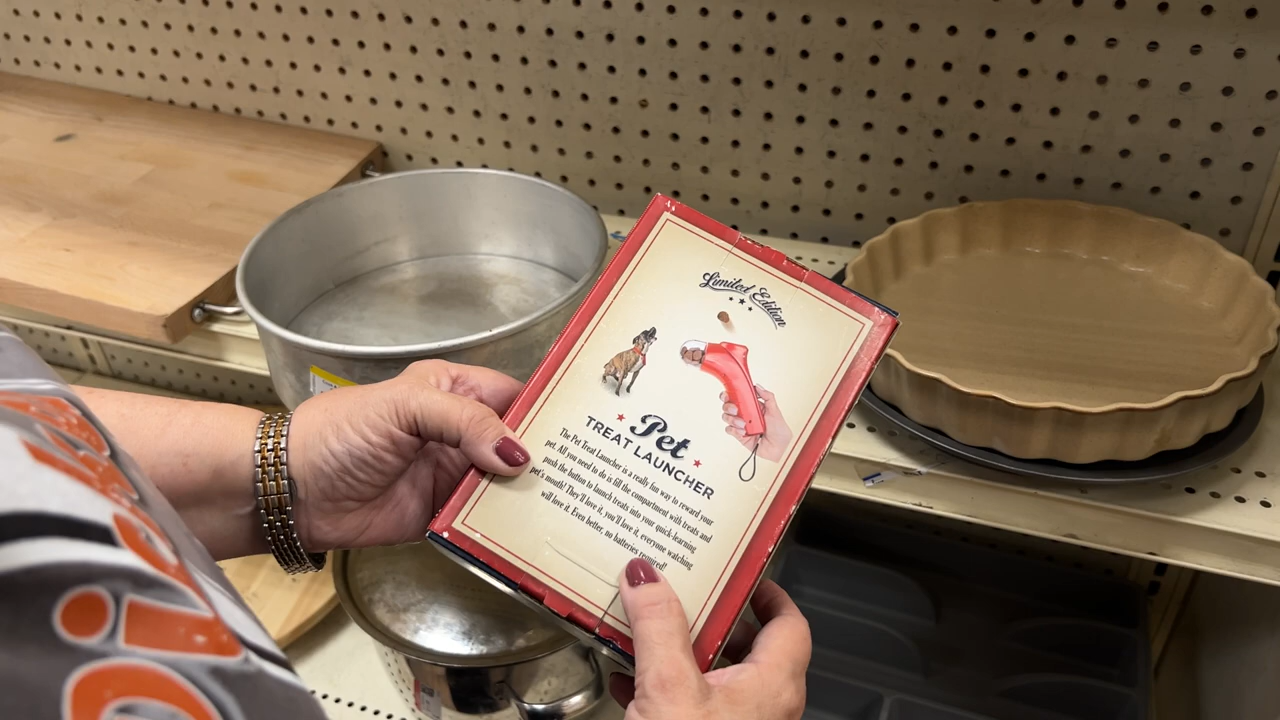 Limited Edition
Pet
TREAT LAUNCHER
The Pet Treat Launcher is a really fun way to reward your
pet. All you need to do is fill the compartment with treats and
push the button to launch treats into your quick-learning
pet's mouth! They'll love it, you'll love it, everyone watching
will love it. Even better, no batteries required!